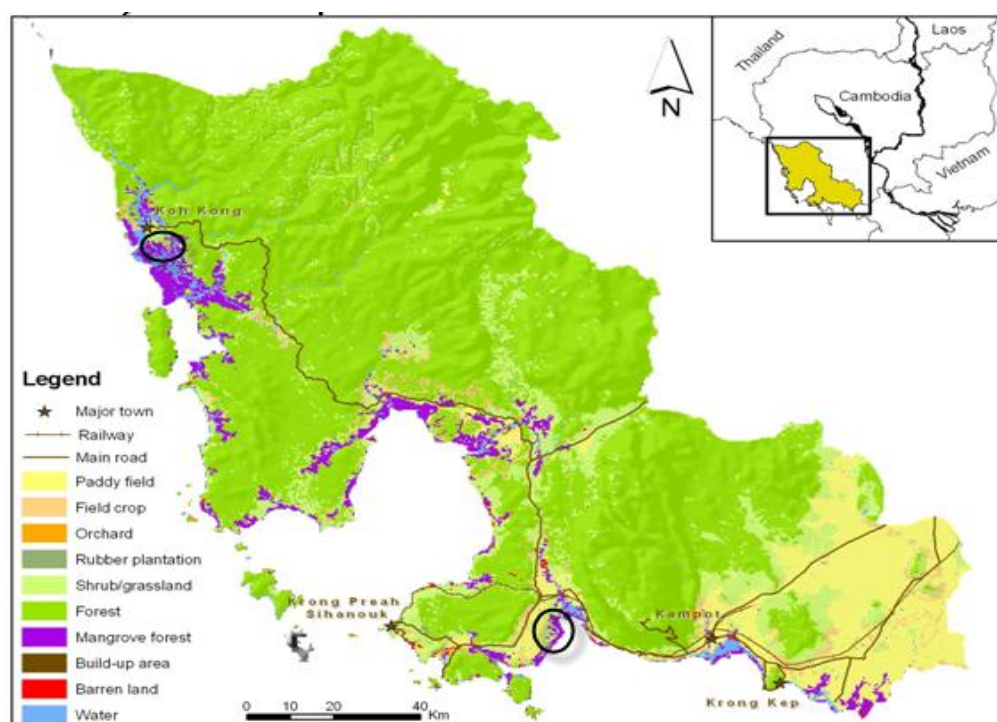 N
Thailand
Laos
Cambodia
Vietnam
Koh Kong
Krong Preah
Sihanouk
Kampot
Krong Kep
Legend
Major town
Railway
Main road
Paddy field
Field crop
Orchard
Rubber plantation
Shrub/grassland
Forest
Mangrove forest
Build-up area
Barren land
Water
0 10 20 40
Km